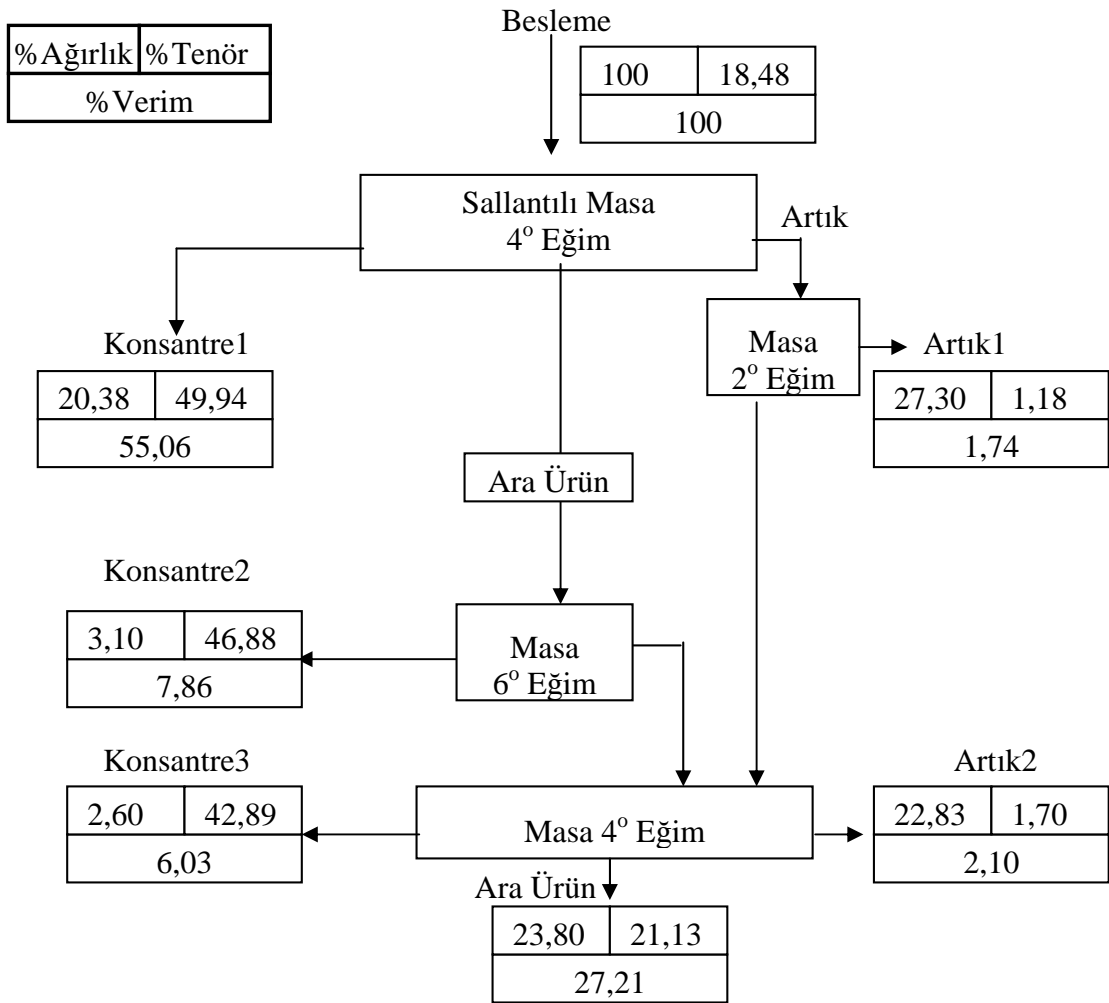 Besleme
%Ağırlık %Tenör
%Verim
100 18,48
100
Sallantılı Masa
4° Eğim
Artık
Konsantre1
20,38 49,94
55,06
Masa
2° Eğim
Artık1
27,30 1,18
1,74
Ara Ürün
Konsantre2
3,10 46,88
7,86
Masa
6° Eğim
Konsantre3
2,60 42,89
6,03
Masa 4° Eğim
Artık2
22,83 1,70
2,10
Ara Ürün
23,80 21,13
27,21